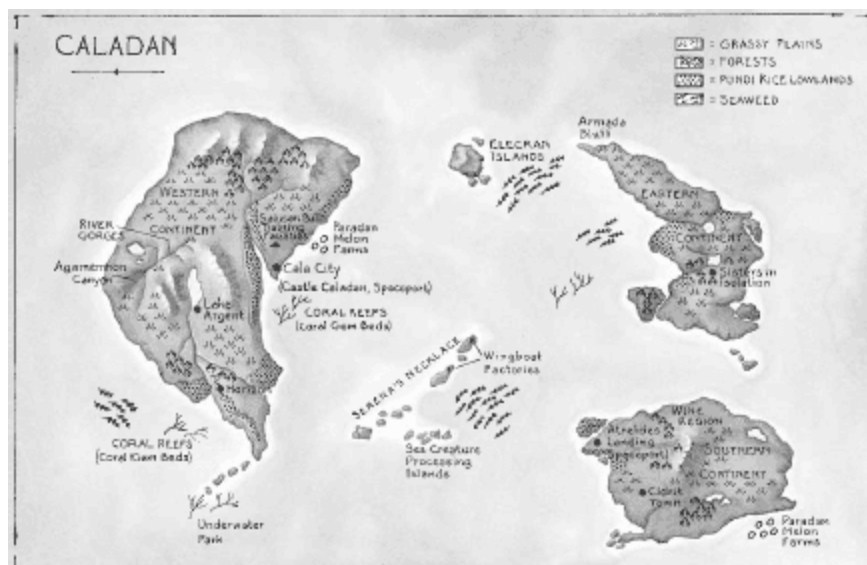 CALADAN
= GRASSY PLAINS
= FORESTS
= PUNDI RICE LOWLANDS
= SEAWEED
Armada
Bluff
ELECRAN
ISLANDS
EASTERN
CONTINENT
Sisters in
Isolation
WESTERN
CONTINENT
RIVER
GORGES
Agamemnon
Canyon
Paradan
Melon
Farms
Cala City
(Castle Caladan, Spaceport)
CORAL REEFS
(Coral Gem Beds)
Lake
Argent
CORAL REEFS
(Coral Gem Beds)
Underwater
Park
SERENA'S NECKLACE
Wingboat
Factories
Sea Creature
Processing
Islands
WINE
REGION
Atreides
Landing
(Spaceport)
SOUTHERN
CONTINENT
Town
Paradan
Melon
Farms